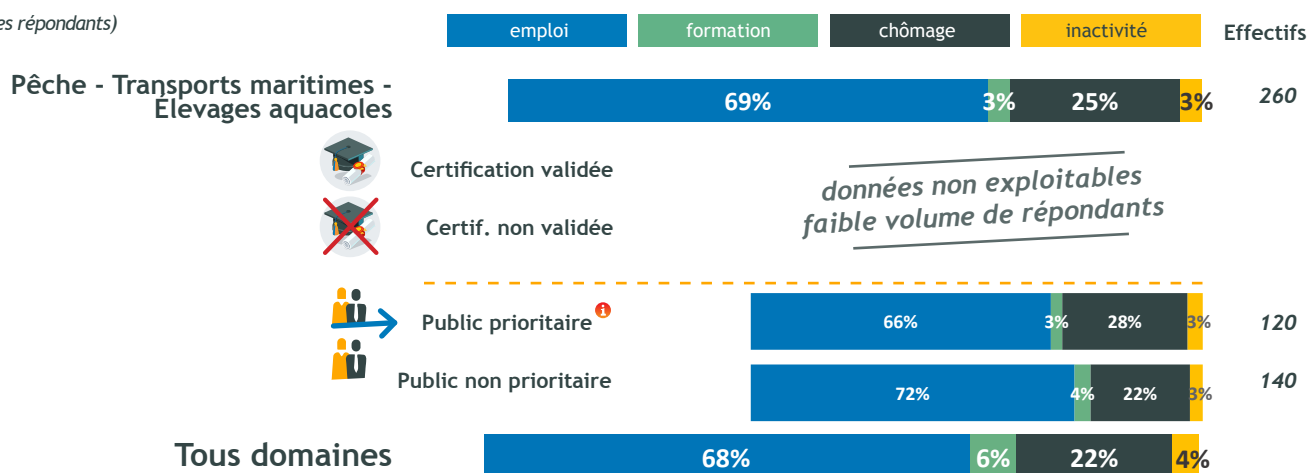 es répondants)
emploi formation chômage inactivité Effectifs
Pêche - Transports maritimes -
Élevages aquacoles
69% 3% 25% 3% 260
Certification validée
Certif. non validée
données non exploitables
faible volume de répondants
Public prioritaire i
66% 3% 28% 3% 120
Public non prioritaire
72% 4% 22% 3% 140
Tous domaines
68% 6% 22% 4%